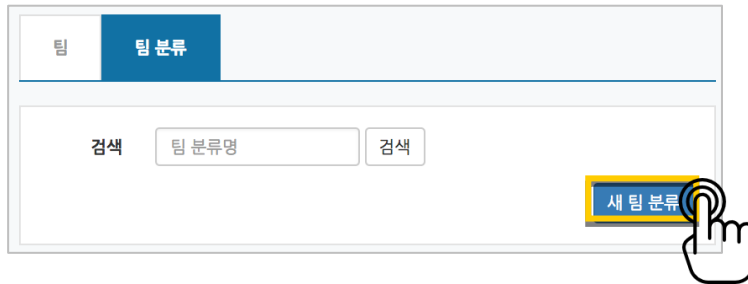 팀 팀 분류
검색 팀 분류명 검색
새 팀 분류